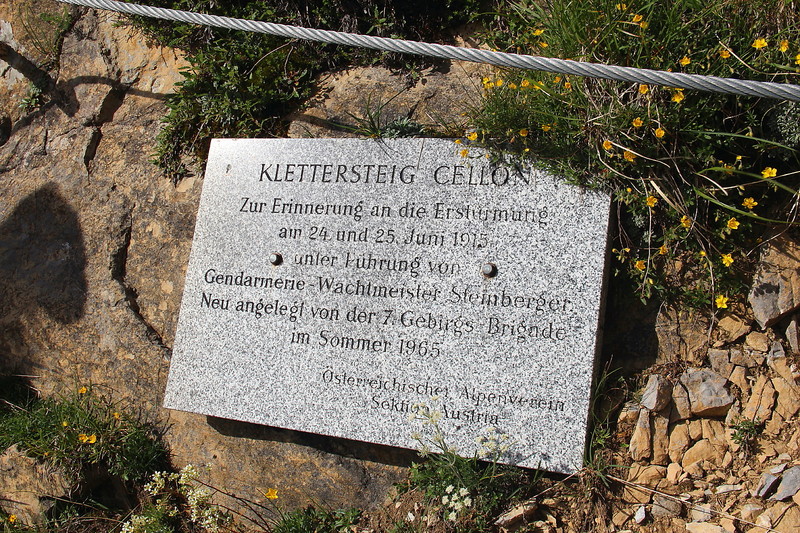 KLETTERSTEIG CELLON
Zur Erinnerung an die Erstürmung
am 24. und 25. Juni 1915
unter Führung von
Gendarmerie-Wachtmeister Steinberger.
Neu angelegt von der 7. Gebirgs-Brigade
im Sommer 1965
Österreichischer Alpenverein
Sektion Austria